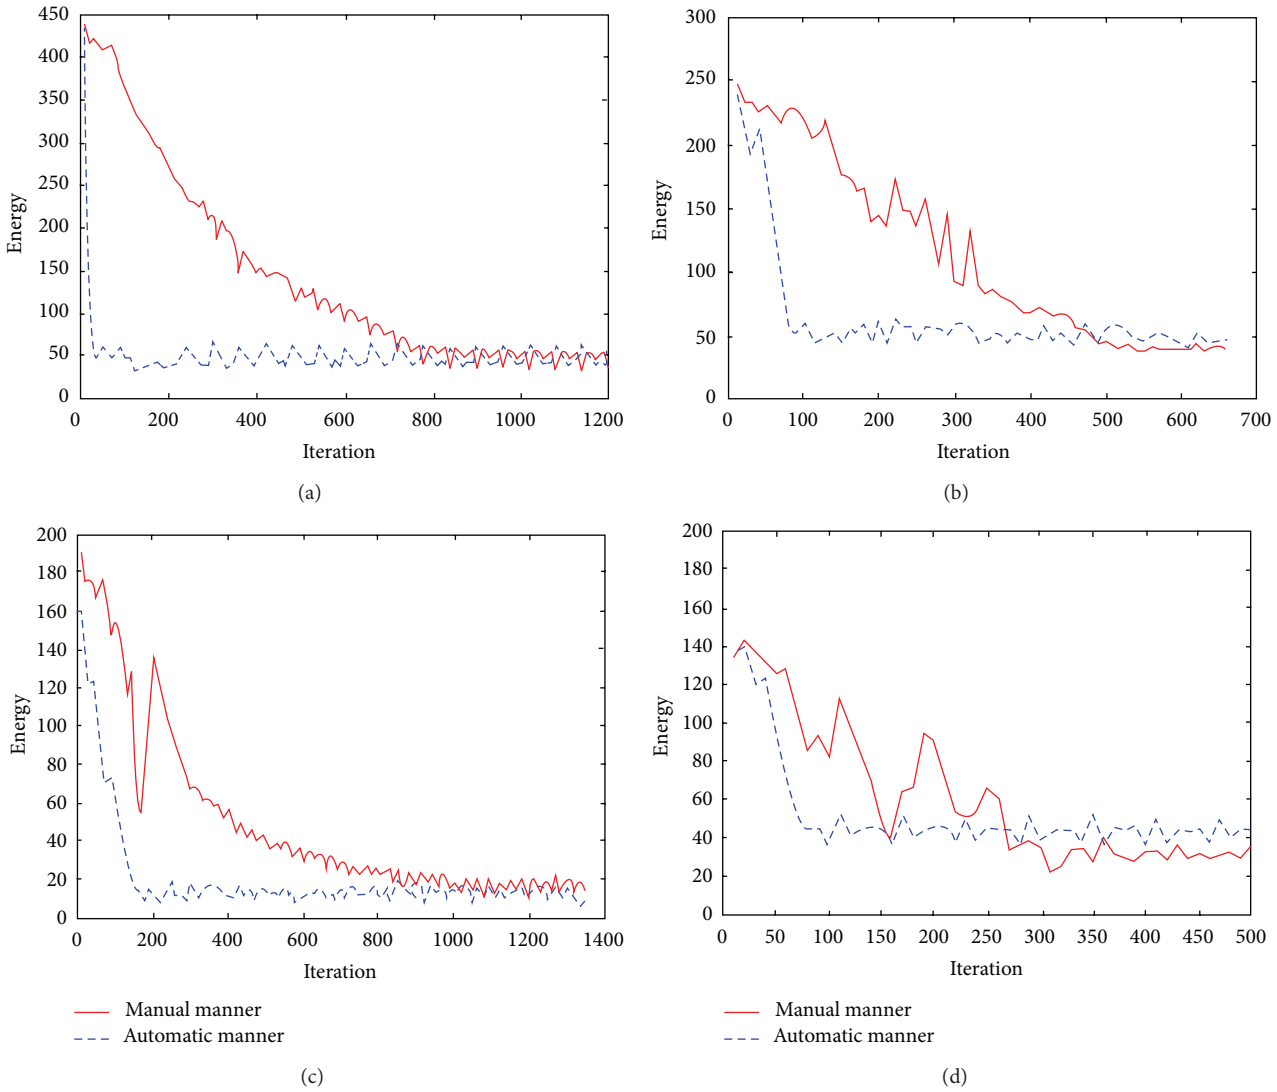 450
400
350
300
250
200
150
100
50
0
Energy
0 200 400 600 800 1000 1200
Iteration
(a)
300
250
200
150
100
50
0
Energy
0 100 200 300 400 500 600 700
Iteration
(b)
200
180
160
140
120
100
80
60
40
20
0
Energy
0 200 400 600 800 1000 1200 1400
Iteration
Manual manner
Automatic manner
(c)
200
180
160
140
120
100
80
60
40
20
0
Energy
0 50 100 150 200 250 300 350 400 450 500
Iteration
Manual manner
Automatic manner
(d)